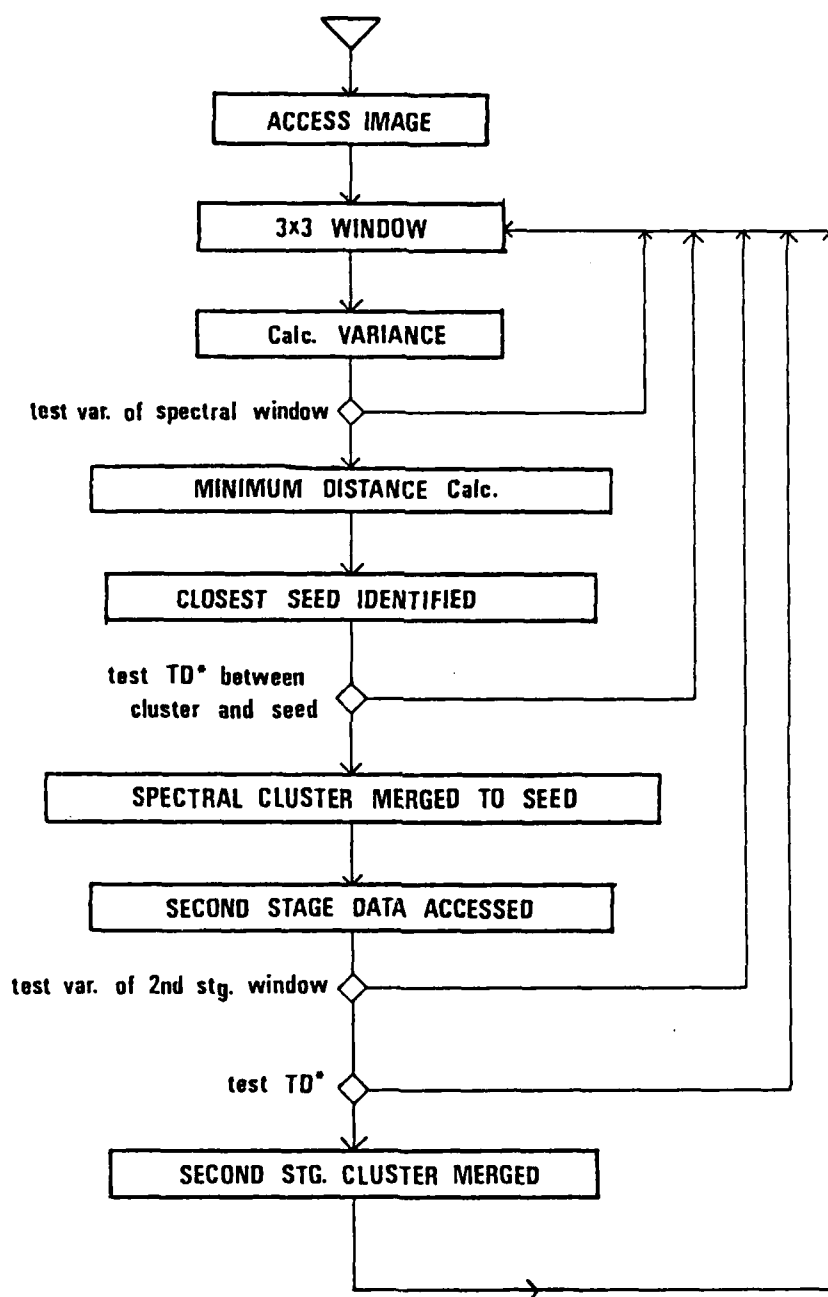 ACCESS IMAGE
3×3 WINDOW
Calc. VARIANCE
test var. of spectral window
MINIMUM DISTANCE Calc.
CLOSEST SEED IDENTIFIED
test TD* between
cluster and seed
SPECTRAL CLUSTER MERGED TO SEED
SECOND STAGE DATA ACCESSED
test var. of 2nd stg. window
test TD*
SECOND STG. CLUSTER MERGED